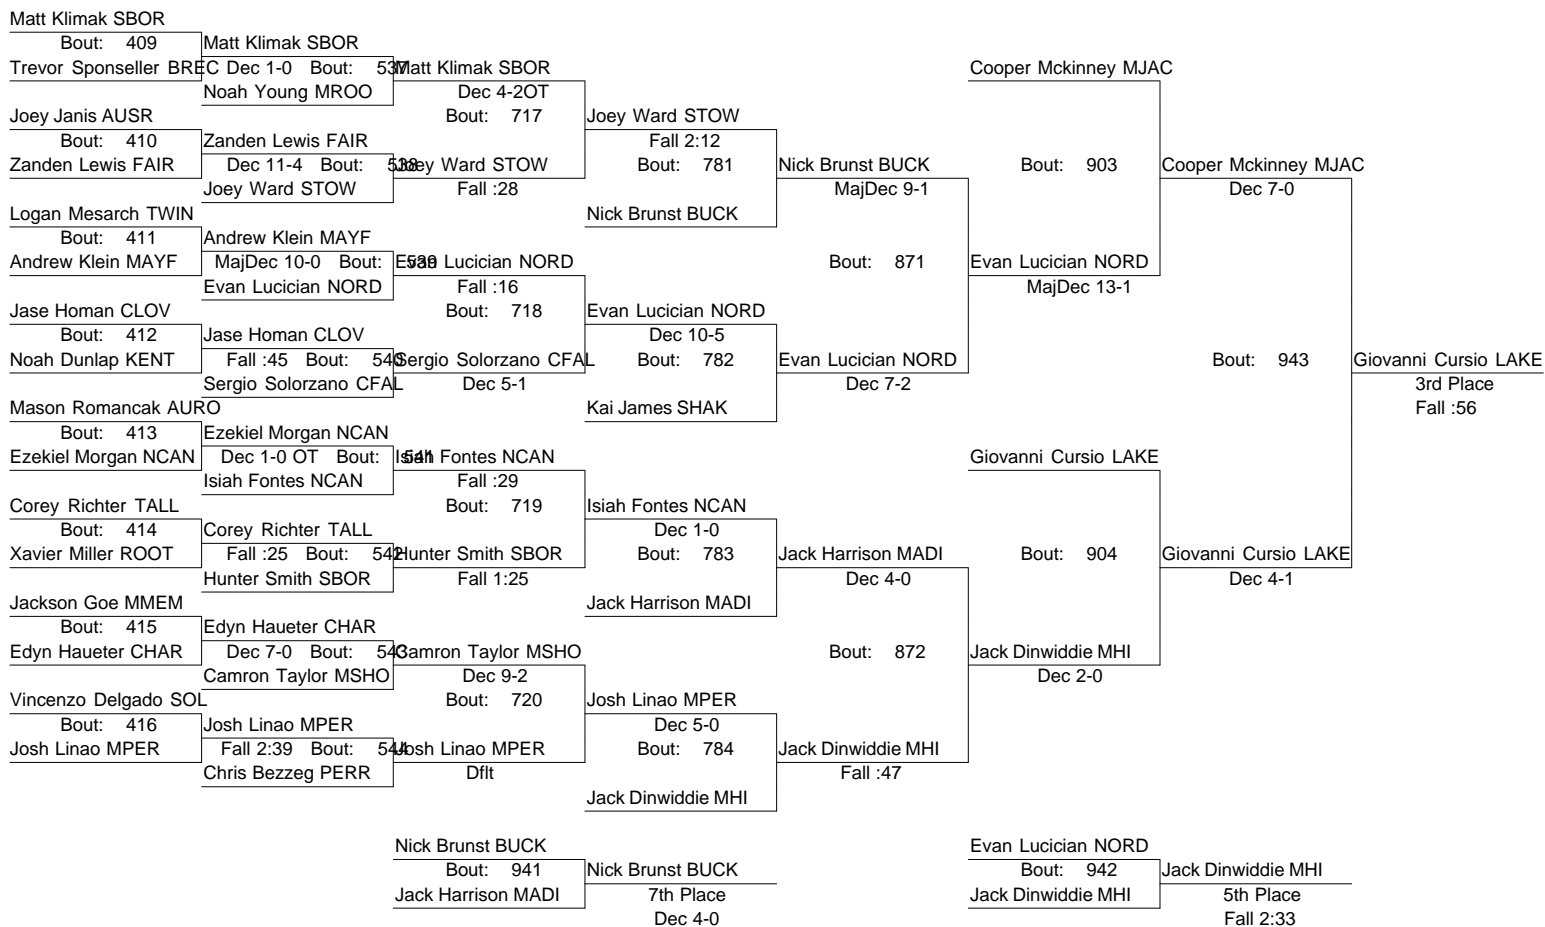 Matt Klimak SBOR
Bout: 409 Matt Klimak SBOR
Trevor Sponseller BREC Dec 1-0 Bout: 537 Matt Klimak SBOR Cooper Mckinney MJAC
Noah Young MROO Dec 4-2OT
Joey Janis AUSR Bout: 717 Joey Ward STOW
Bout: 410 Zanden Lewis FAIR Fall 2:12
Zanden Lewis FAIR Dec 11-4 Bout: 538 Joey Ward STOW Bout: 781 Nick Brunst BUCK Bout: 903 Cooper Mckinney MJAC
Joey Ward STOW Fall :28 MajDec 9-1 Dec 7-0
Logan Mesarch TWIN Nick Brunst BUCK
Bout: 411 Andrew Klein MAYF
Andrew Klein MAYF MajDec 10-0 Bout: 539 Evan Lucician NORD Bout: 871 Evan Lucician NORD
Evan Lucician NORD Fall :16 MajDec 13-1
Jase Homan CLOV Bout: 718 Evan Lucician NORD
Bout: 412 Jase Homan CLOV Dec 10-5
Noah Dunlap KENT Fall :45 Bout: 540 Sergio Solorzano CFAL Bout: 782 Evan Lucician NORD Bout: 943 Giovanni Cursio LAKE
Sergio Solorzano CFAL Dec 5-1 Dec 7-2 3rd Place
Mason Romancak AURO Kai James SHAK Fall :56
Bout: 413 Ezekiel Morgan NCAN
Ezekiel Morgan NCAN Dec 1-0 OT Bout: 541 Isiah Fontes NCAN Giovanni Cursio LAKE
Isiah Fontes NCAN Fall :29
Corey Richter TALL Bout: 719 Isiah Fontes NCAN
Bout: 414 Corey Richter TALL Dec 1-0
Xavier Miller ROOT Fall :25 Bout: 542 Hunter Smith SBOR Bout: 783 Jack Harrison MADI Bout: 904 Giovanni Cursio LAKE
Hunter Smith SBOR Fall 1:25 Dec 4-0 Dec 4-1
Jackson Goe MMEM Jack Harrison MADI
Bout: 415 Edyn Haueter CHAR
Edyn Haueter CHAR Dec 7-0 Bout: 543 Camron Taylor MSHO Bout: 872 Jack Dinwiddie MHI
Camron Taylor MSHO Dec 9-2 Dec 2-0
Vincenzo Delgado SOL Bout: 720 Josh Linao MPER
Bout: 416 Josh Linao MPER Dec 5-0
Josh Linao MPER Fall 2:39 Bout: 544 Josh Linao MPER Bout: 784 Jack Dinwiddie MHI
Chris Bezzeg PERR Dflt Fall :47
Jack Dinwiddie MHI
Nick Brunst BUCK Evan Lucician NORD
Bout: 941 Nick Brunst BUCK Bout: 942 Jack Dinwiddie MHI
Jack Harrison MADI 7th Place Jack Dinwiddie MHI 5th Place
Dec 4-0 Fall 2:33